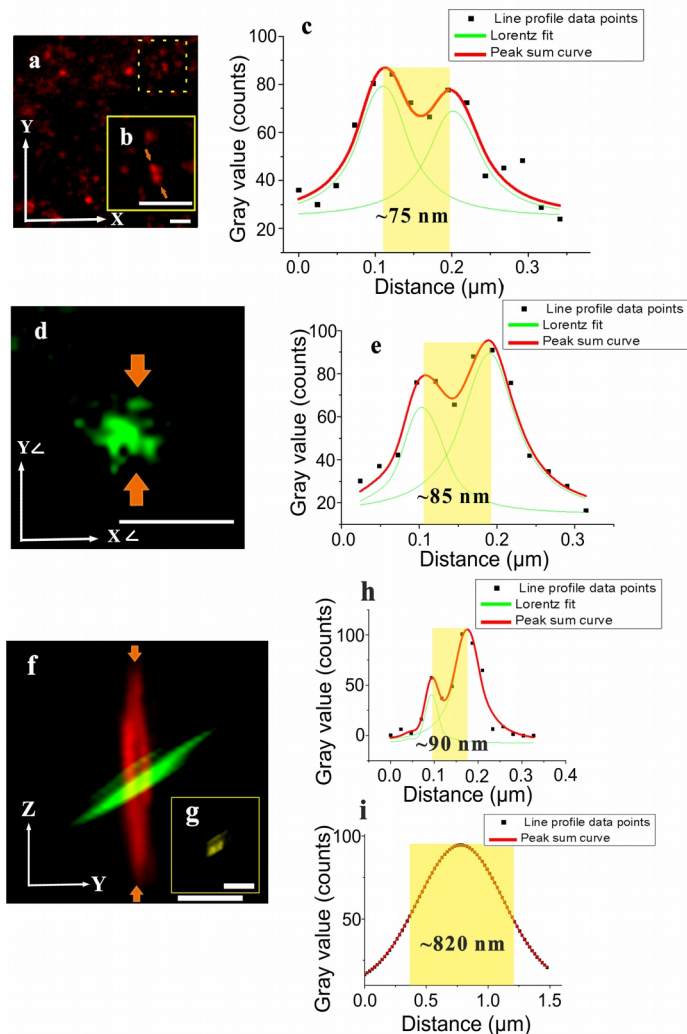 a
Y
X
b
c
Line profile data points
Lorentz fit
Peak sum curve
Gray value (counts)
100
80
60
40
20
~75 nm
0.0 0.1 0.2 0.3
Distance (µm)
d
Y∠
X∠
e
Line profile data points
Lorentz fit
Peak sum curve
Gray value (counts)
100
80
60
40
20
~85 nm
0.0 0.1 0.2 0.3
Distance (µm)
f
Z
Y
g
h
Line profile data points
Lorentz fit
Peak sum curve
Gray value (counts)
100
50
0
~90 nm
0.0 0.1 0.2 0.3 0.4
Distance (µm)
i
Line profile data points
Peak sum curve
Gray value (counts)
100
50
~820 nm
0.0 0.5 1.0 1.5
Distance (µm)